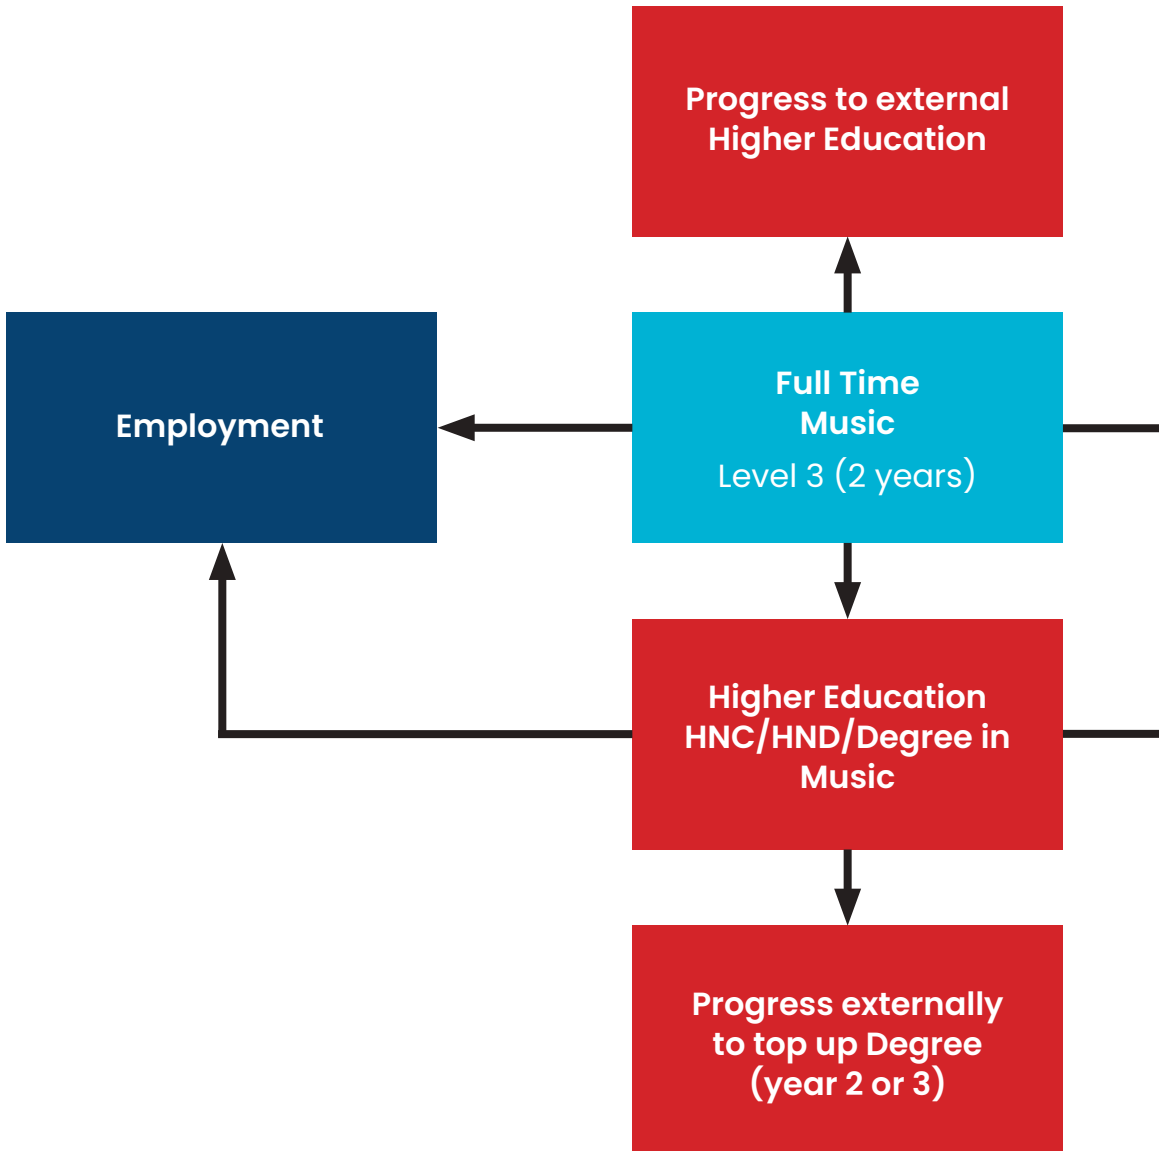 Progress to external
Higher Education
Employment
Full Time
Music
Level 3 (2 years)
Higher Education
HNC/HND/Degree in
Music
Progress externally
to top up Degree
(year 2 or 3)